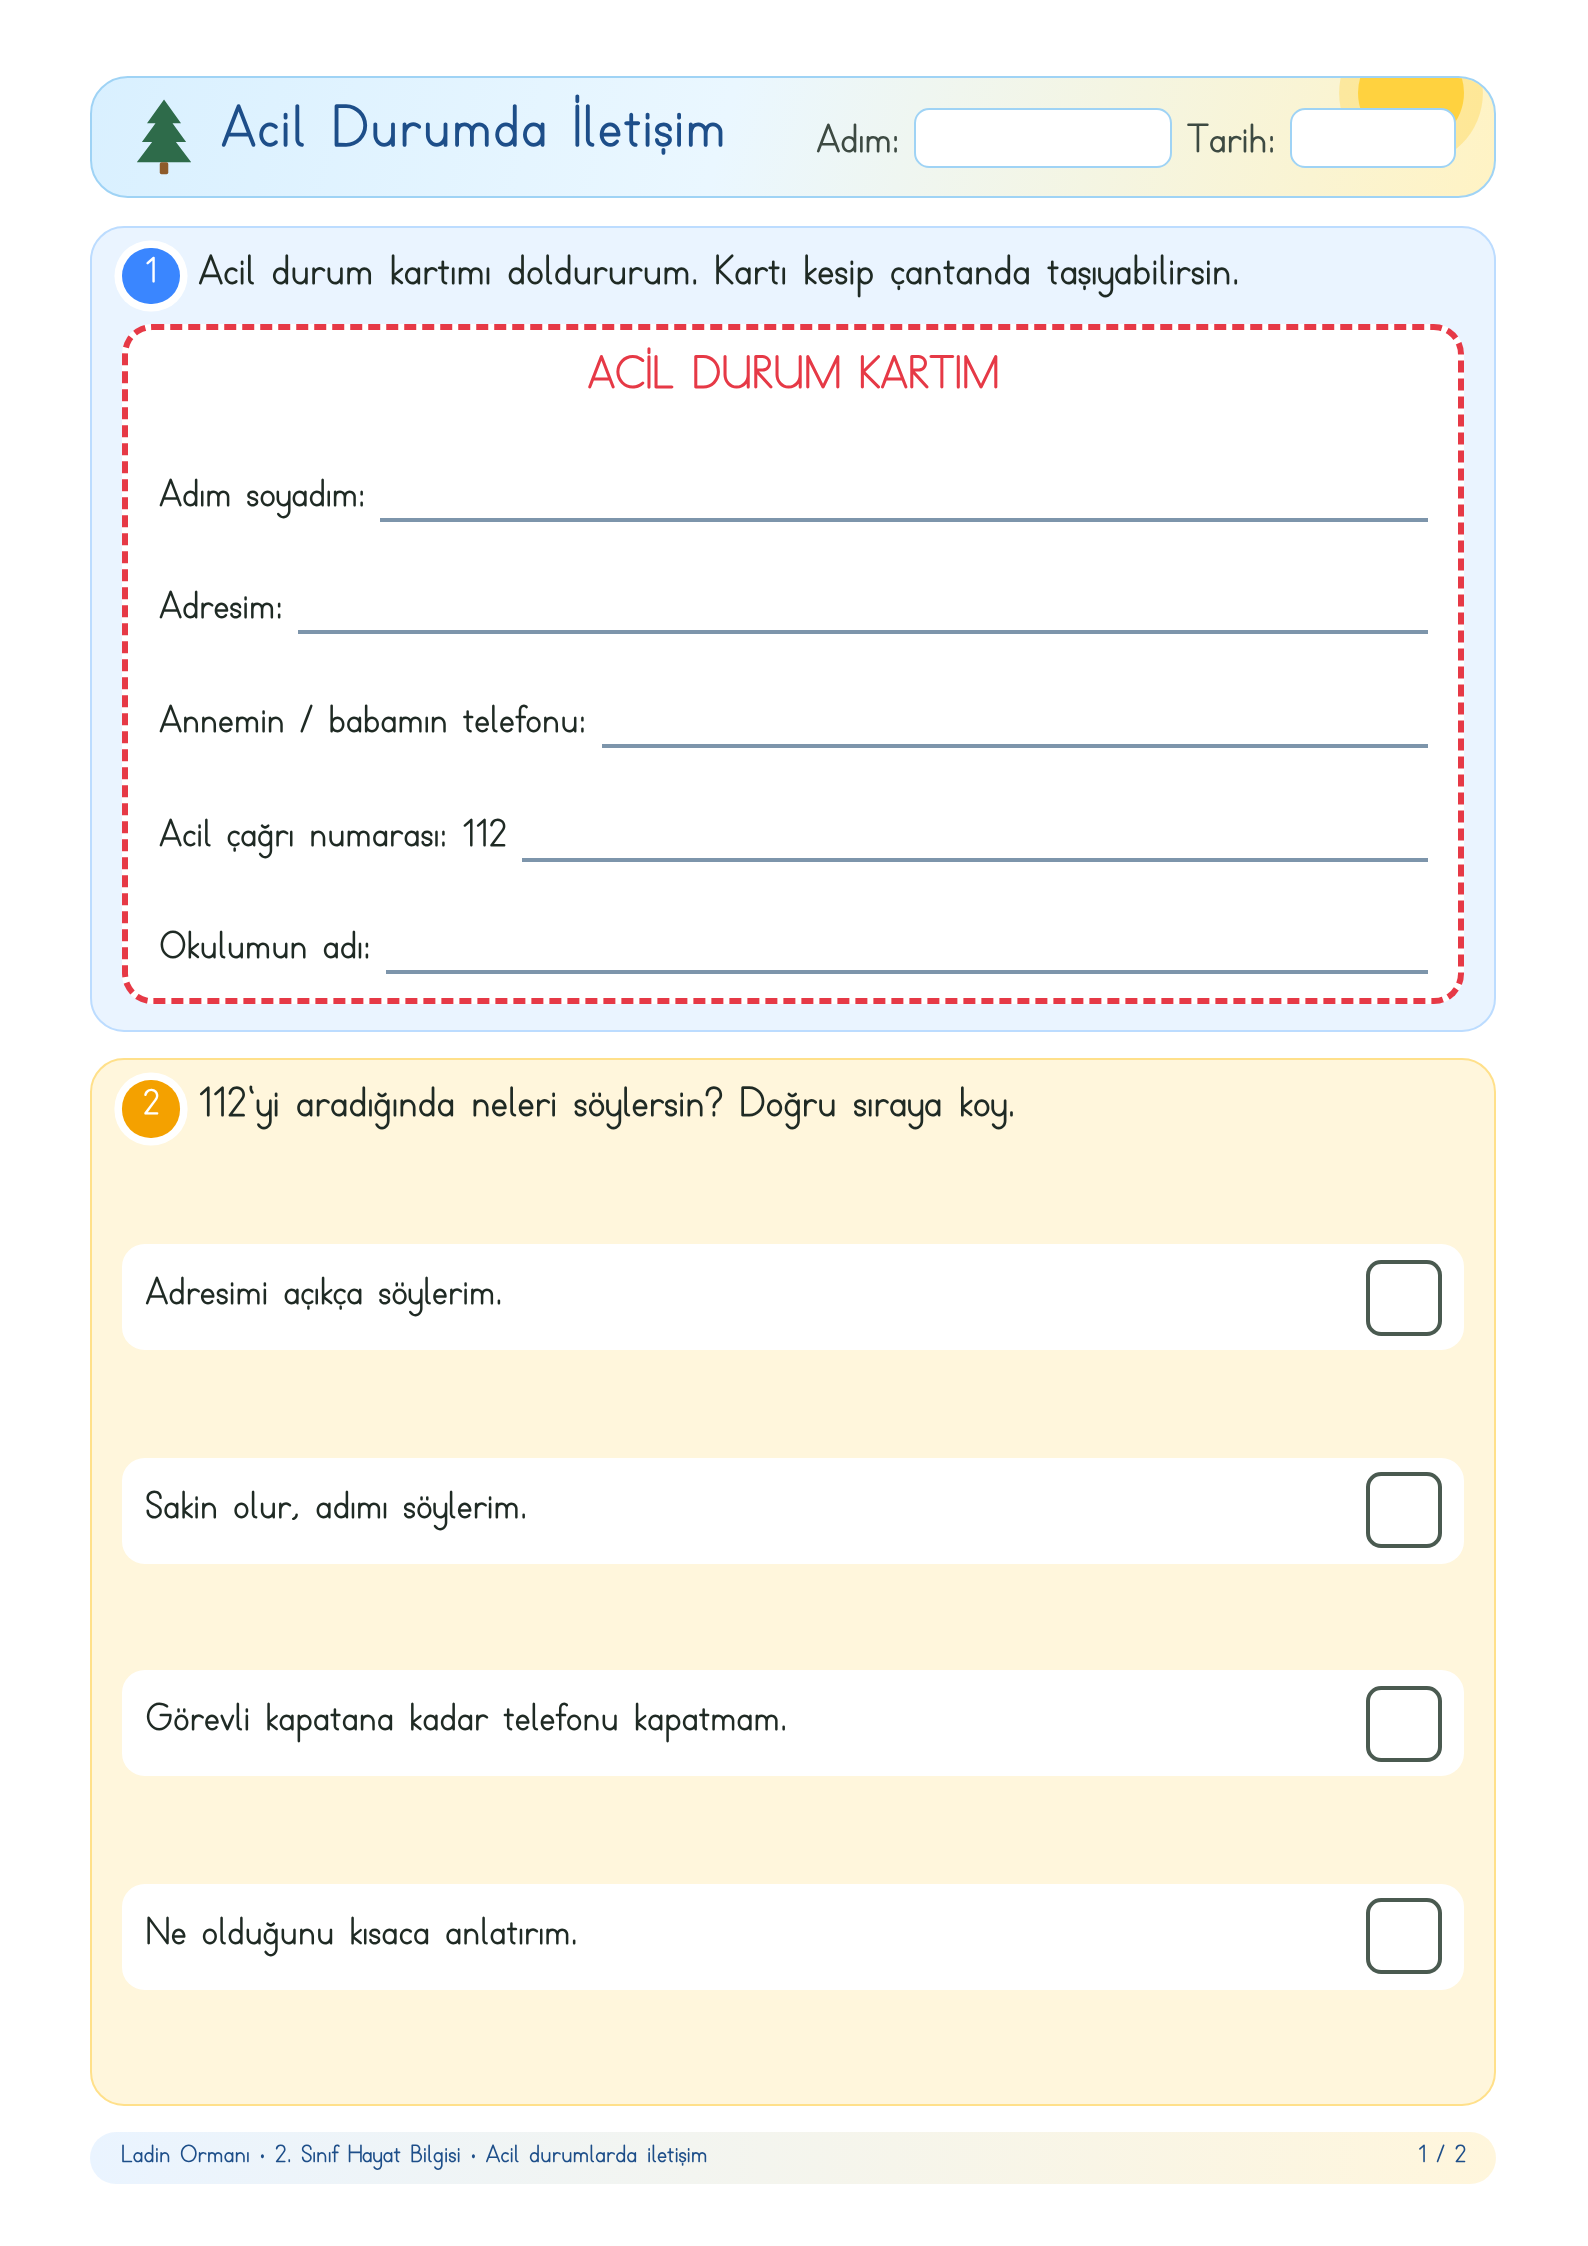 Acil Durumda İletişim
Adım:
Tarih:
1 Acil durum kartımı doldururum. Kartı kesip çantanda taşıyabilirsin.
ACİL DURUM KARTIM
Adım soyadım:
Adresim:
Annemin / babamın telefonu:
Acil çağrı numarası: 112
Okulumun adı:
2 112'yi aradığında neleri söylersin? Doğru sıraya koy.
Adresimi açıkça söylerim.
Sakin olur, adımı söylerim.
Görevli kapatana kadar telefonu kapatmam.
Ne olduğunu kısaca anlatırım.
Ladin Ormanı • 2. Sınıf Hayat Bilgisi • Acil durumlarda iletişim
1 / 2